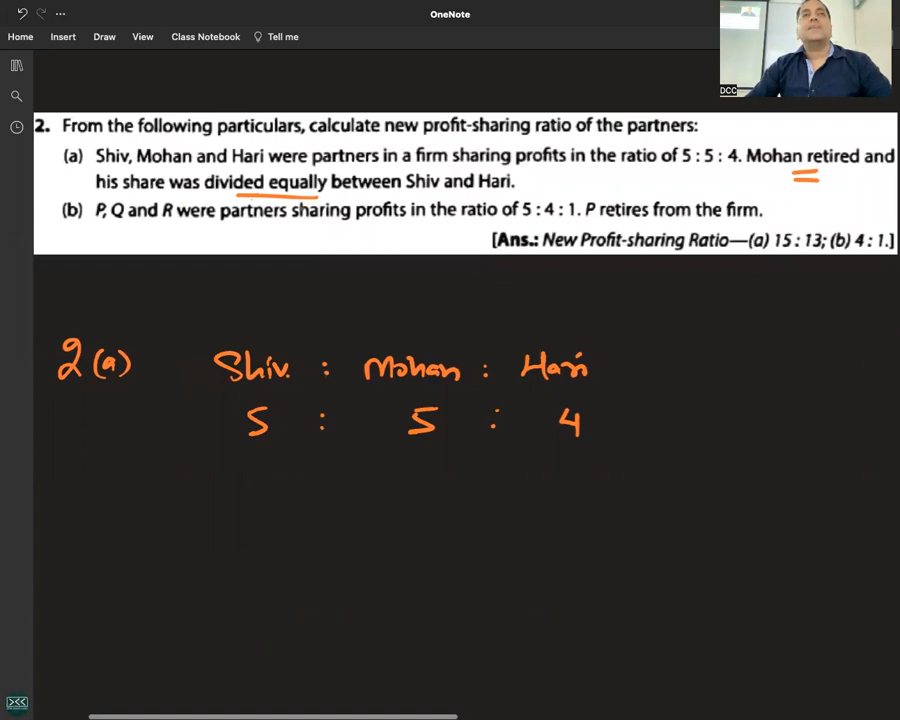 OneNote
Home Insert Draw View Class Notebook Tell me
DCC
2. From the following particulars, calculate new profit-sharing ratio of the partners:
(a) Shiv, Mohan and Hari were partners in a firm sharing profits in the ratio of 5 : 5 : 4. Mohan retired and
his share was divided equally between Shiv and Hari.
(b) P, Q and R were partners sharing profits in the ratio of 5 : 4 : 1. P retires from the firm.
[Ans.: New Profit-sharing Ratio—(a) 15 : 13; (b) 4 : 1.]
2 (a) Shiv. : Mohan : Hari
5 : 5 : 4